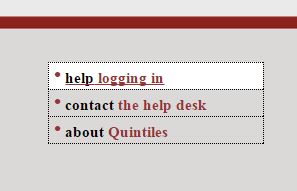 • help logging in
• contact the help desk
• about Quintiles